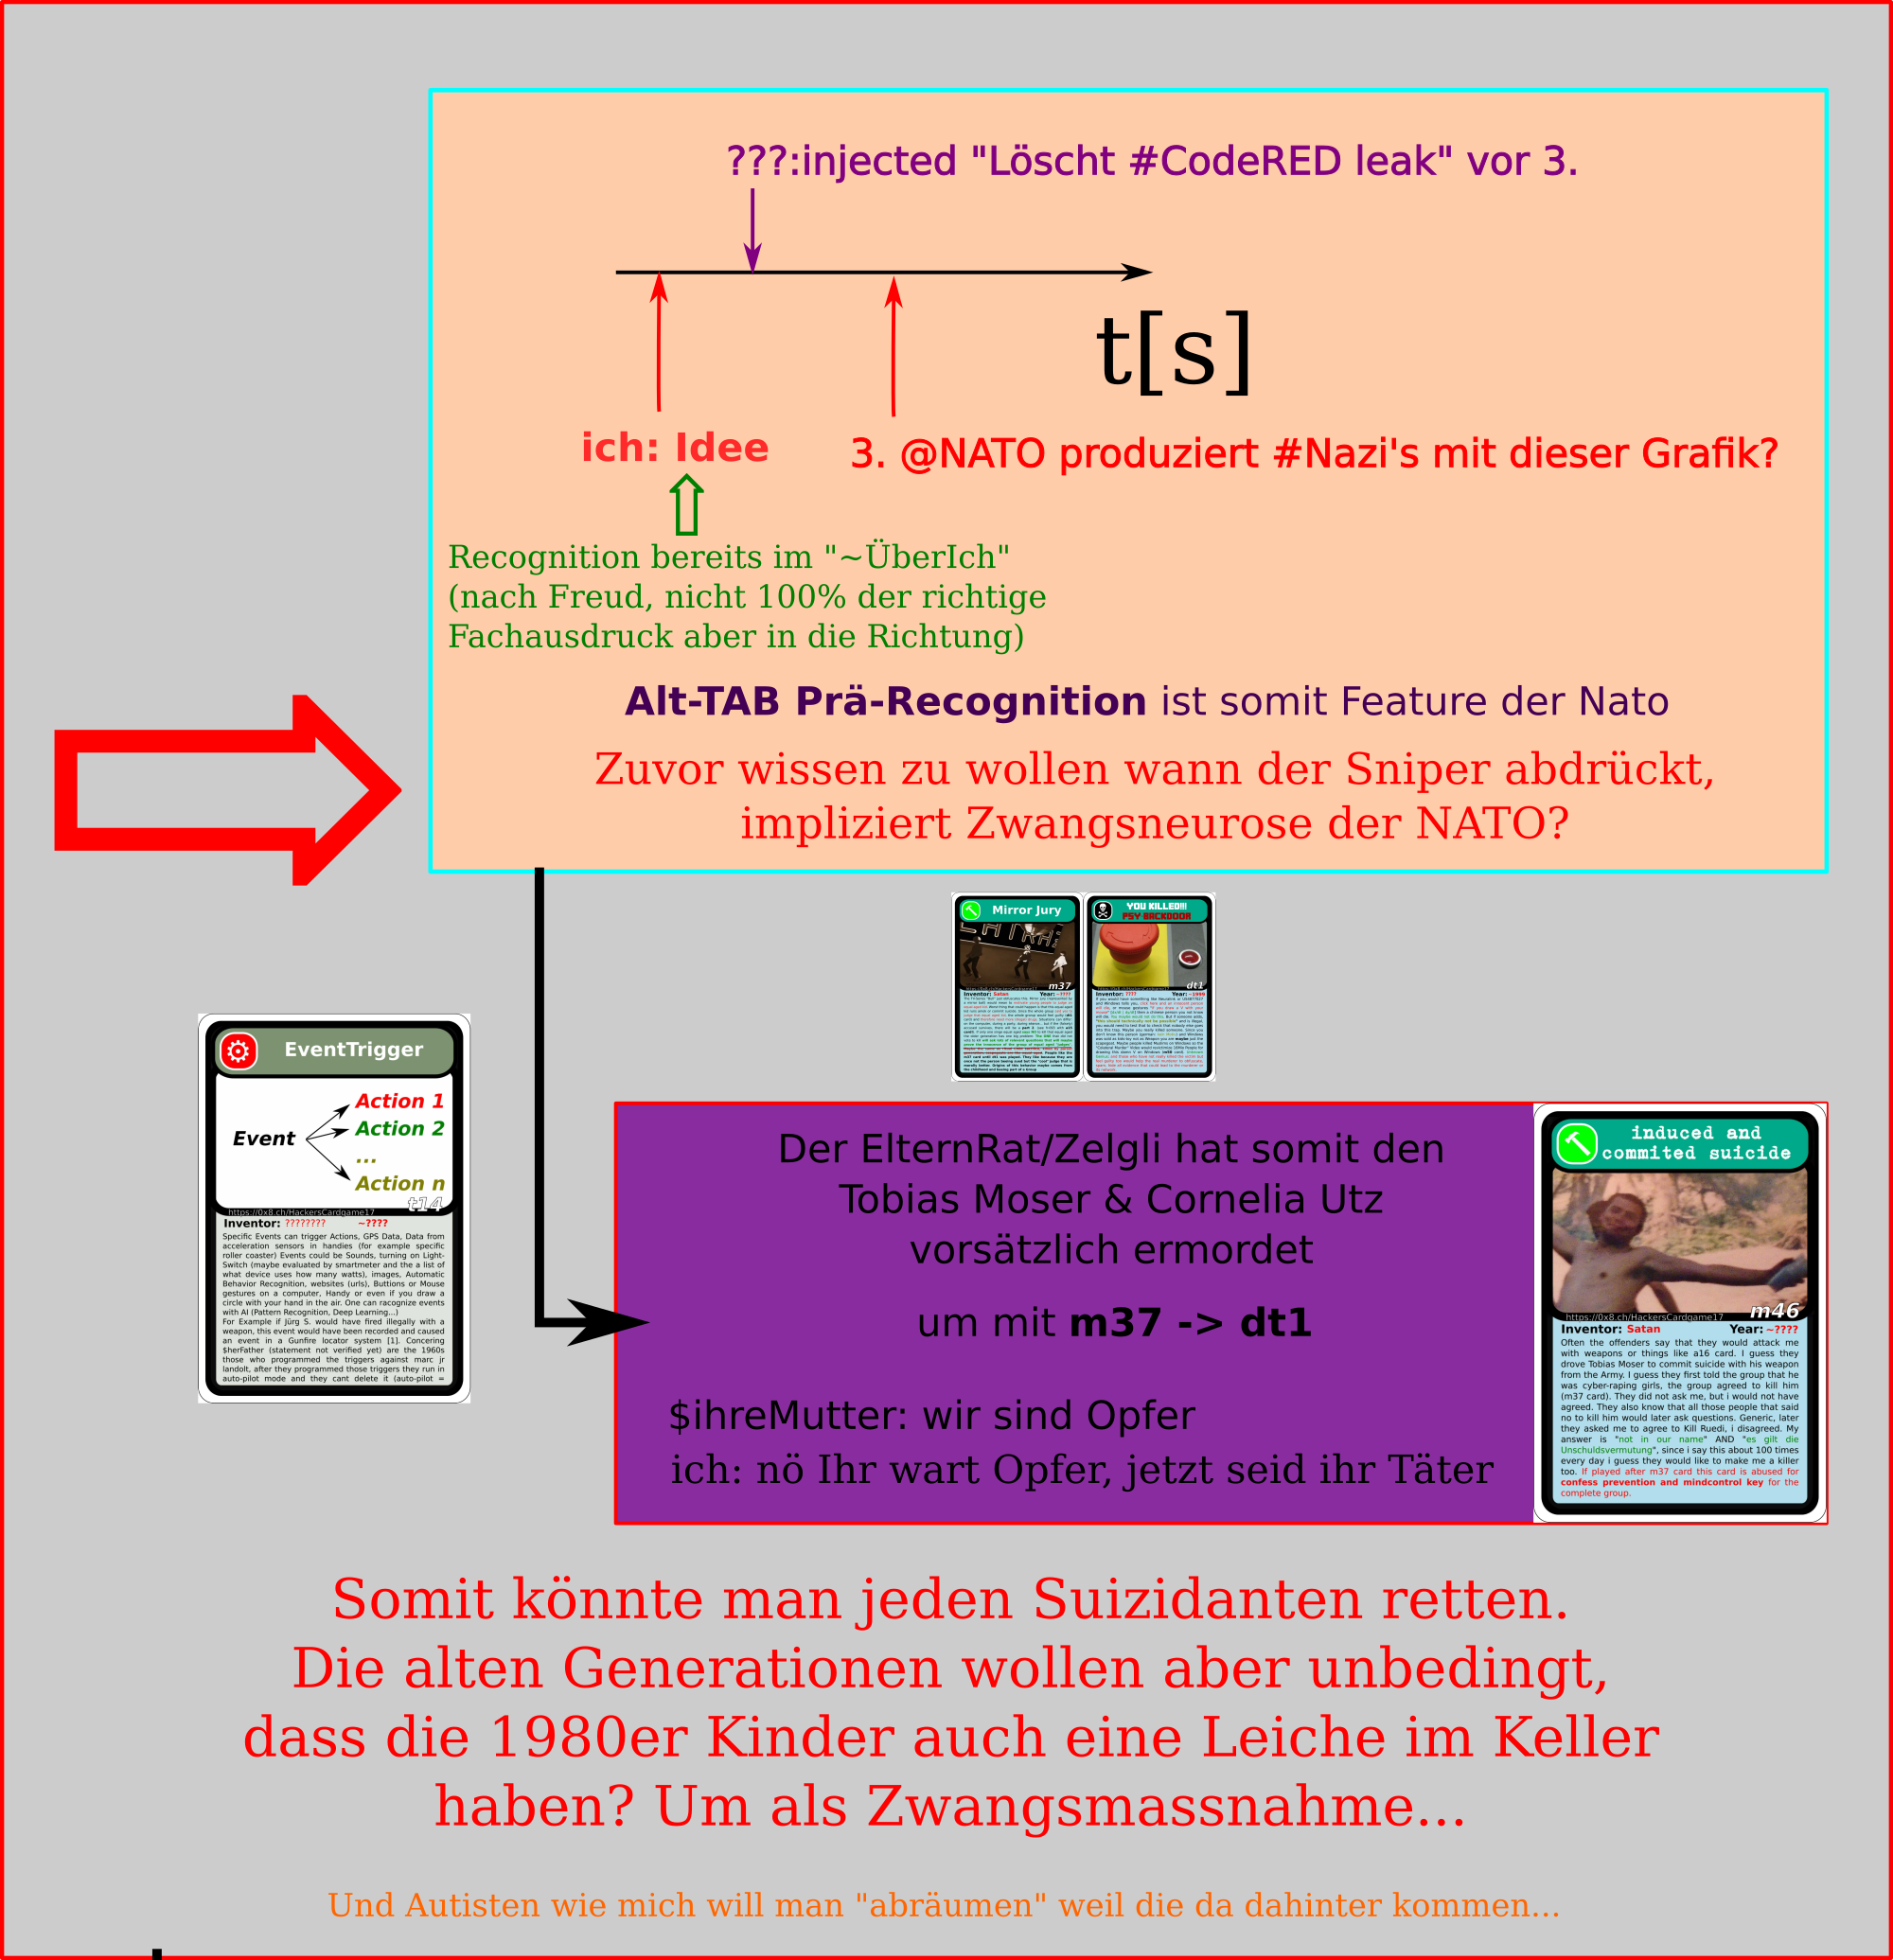 ???:injected "Löscht #CodeRED leak" vor 3.
t[s]
ich: Idee
3. @NATO produziert #Nazi's mit dieser Grafik?
Recognition bereits im "~ÜberIch"
(nach Freud, nicht 100% der richtige
Fachausdruck aber in die Richtung)
Alt-TAB Prä-Recognition ist somit Feature der Nato
Zuvor wissen zu wollen wann der Sniper abdrückt,
impliziert Zwangsneurose der NATO?
Mirror Jury
m37
Inventor: Satan Year: ~????
YOU KILLED!!!
PSY-BACKDOOR
dt1
Inventor: ???? Year: ~1996
EventTrigger
Event
Action 1
Action 2
...
Action n
t14
https://0x8.ch/HackersCardgame17
Inventor: ???????? ~????
Specific Events can trigger Actions, GPS Data, Data from
acceleration sensors in handies (for example specific
roller coaster) Events could be Sounds, turning on Light-
Switch (maybe evaluated by smartmeter and the a list of
what device uses how many watts), images, Automatic
Behavior Recognition, websites (urls), Buttions or Mouse
gestures on a computer, Handy or even if you draw a
circle with your hand in the air. One can racognize events
with AI (Pattern Recognition, Deep Learning...)
For Example if Jürg S. would have fired illegally with a
weapon, this event would have been recorded and caused
an event in a Gunfire locator system [1]. Concering
$herFather (statement not verified yet) are the 1960s
those who programmed the triggers against marc jr
landolt, after they programmed those triggers they run in
auto-pilot mode and they cant delete it (auto-pilot =
Der ElternRat/Zelgli hat somit den
Tobias Moser & Cornelia Utz
vorsätzlich ermordet
um mit m37 -> dt1
$ihreMutter: wir sind Opfer
ich: nö Ihr wart Opfer, jetzt seid ihr Täter
induced and
commited suicide
m46
https://0x8.ch/HackersCardgame17
Inventor: Satan Year: ~????
Often the offenders say that they would attack me
with weapons or things like a16 card. I guess they
drove Tobias Moser to commit suicide with his weapon
from the Army. I guess they first told the group that he
was cyber-raping girls, the group agreed to kill him
(m37 card). They did not ask me, but i would not have
agreed. They also know that all those people that said
no to kill him would later ask questions. Generic, later
they asked me to agree to Kill Ruedi, i disagreed. My
answer is "not in our name" AND "es gilt die
Unschuldsvermutung", since i say this about 100 times
every day i guess they would like to make me a killer
too. If played after m37 card this card is abused for
confess prevention and mindcontrol key for the
complete group.
Somit könnte man jeden Suizidanten retten.
Die alten Generationen wollen aber unbedingt,
dass die 1980er Kinder auch eine Leiche im Keller
haben? Um als Zwangsmassnahme...
Und Autisten wie mich will man "abräumen" weil die da dahinter kommen...